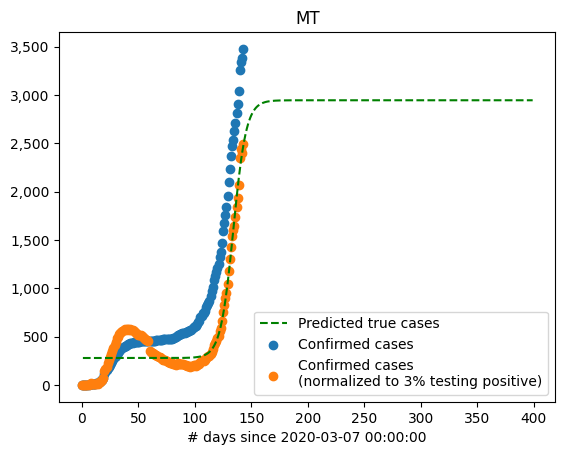 MT
3,500
3,000
2,500
2,000
1,500
1,000
500
0
0 50 100 150 200 250 300 350 400
# days since 2020-03-07 00:00:00
Predicted true cases
Confirmed cases
Confirmed cases
(normalized to 3% testing positive)